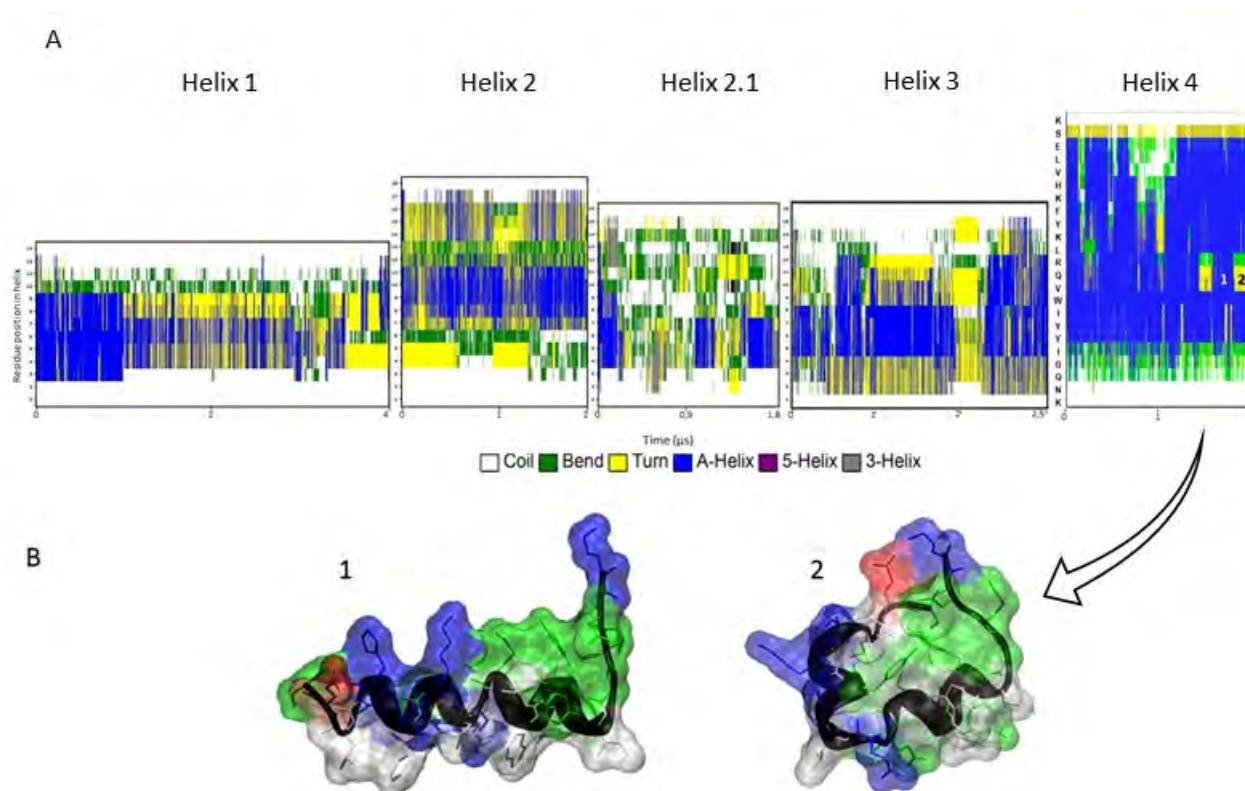 A
Helix 1
Helix 2
Helix 2.1
Helix 3
Helix 4
Residue position in helix
K
S
E
L
V
H
K
F
Y
K
L
R
Q
V
W
I
Y
Y
I
G
Q
N
K
1 2
0 2 4
0 1 2
0 0,9 1,8
0 1' 2' 2,5'
0 1
Time (µs)
Coil Bend Turn A-Helix 5-Helix 3-Helix
B
1
2